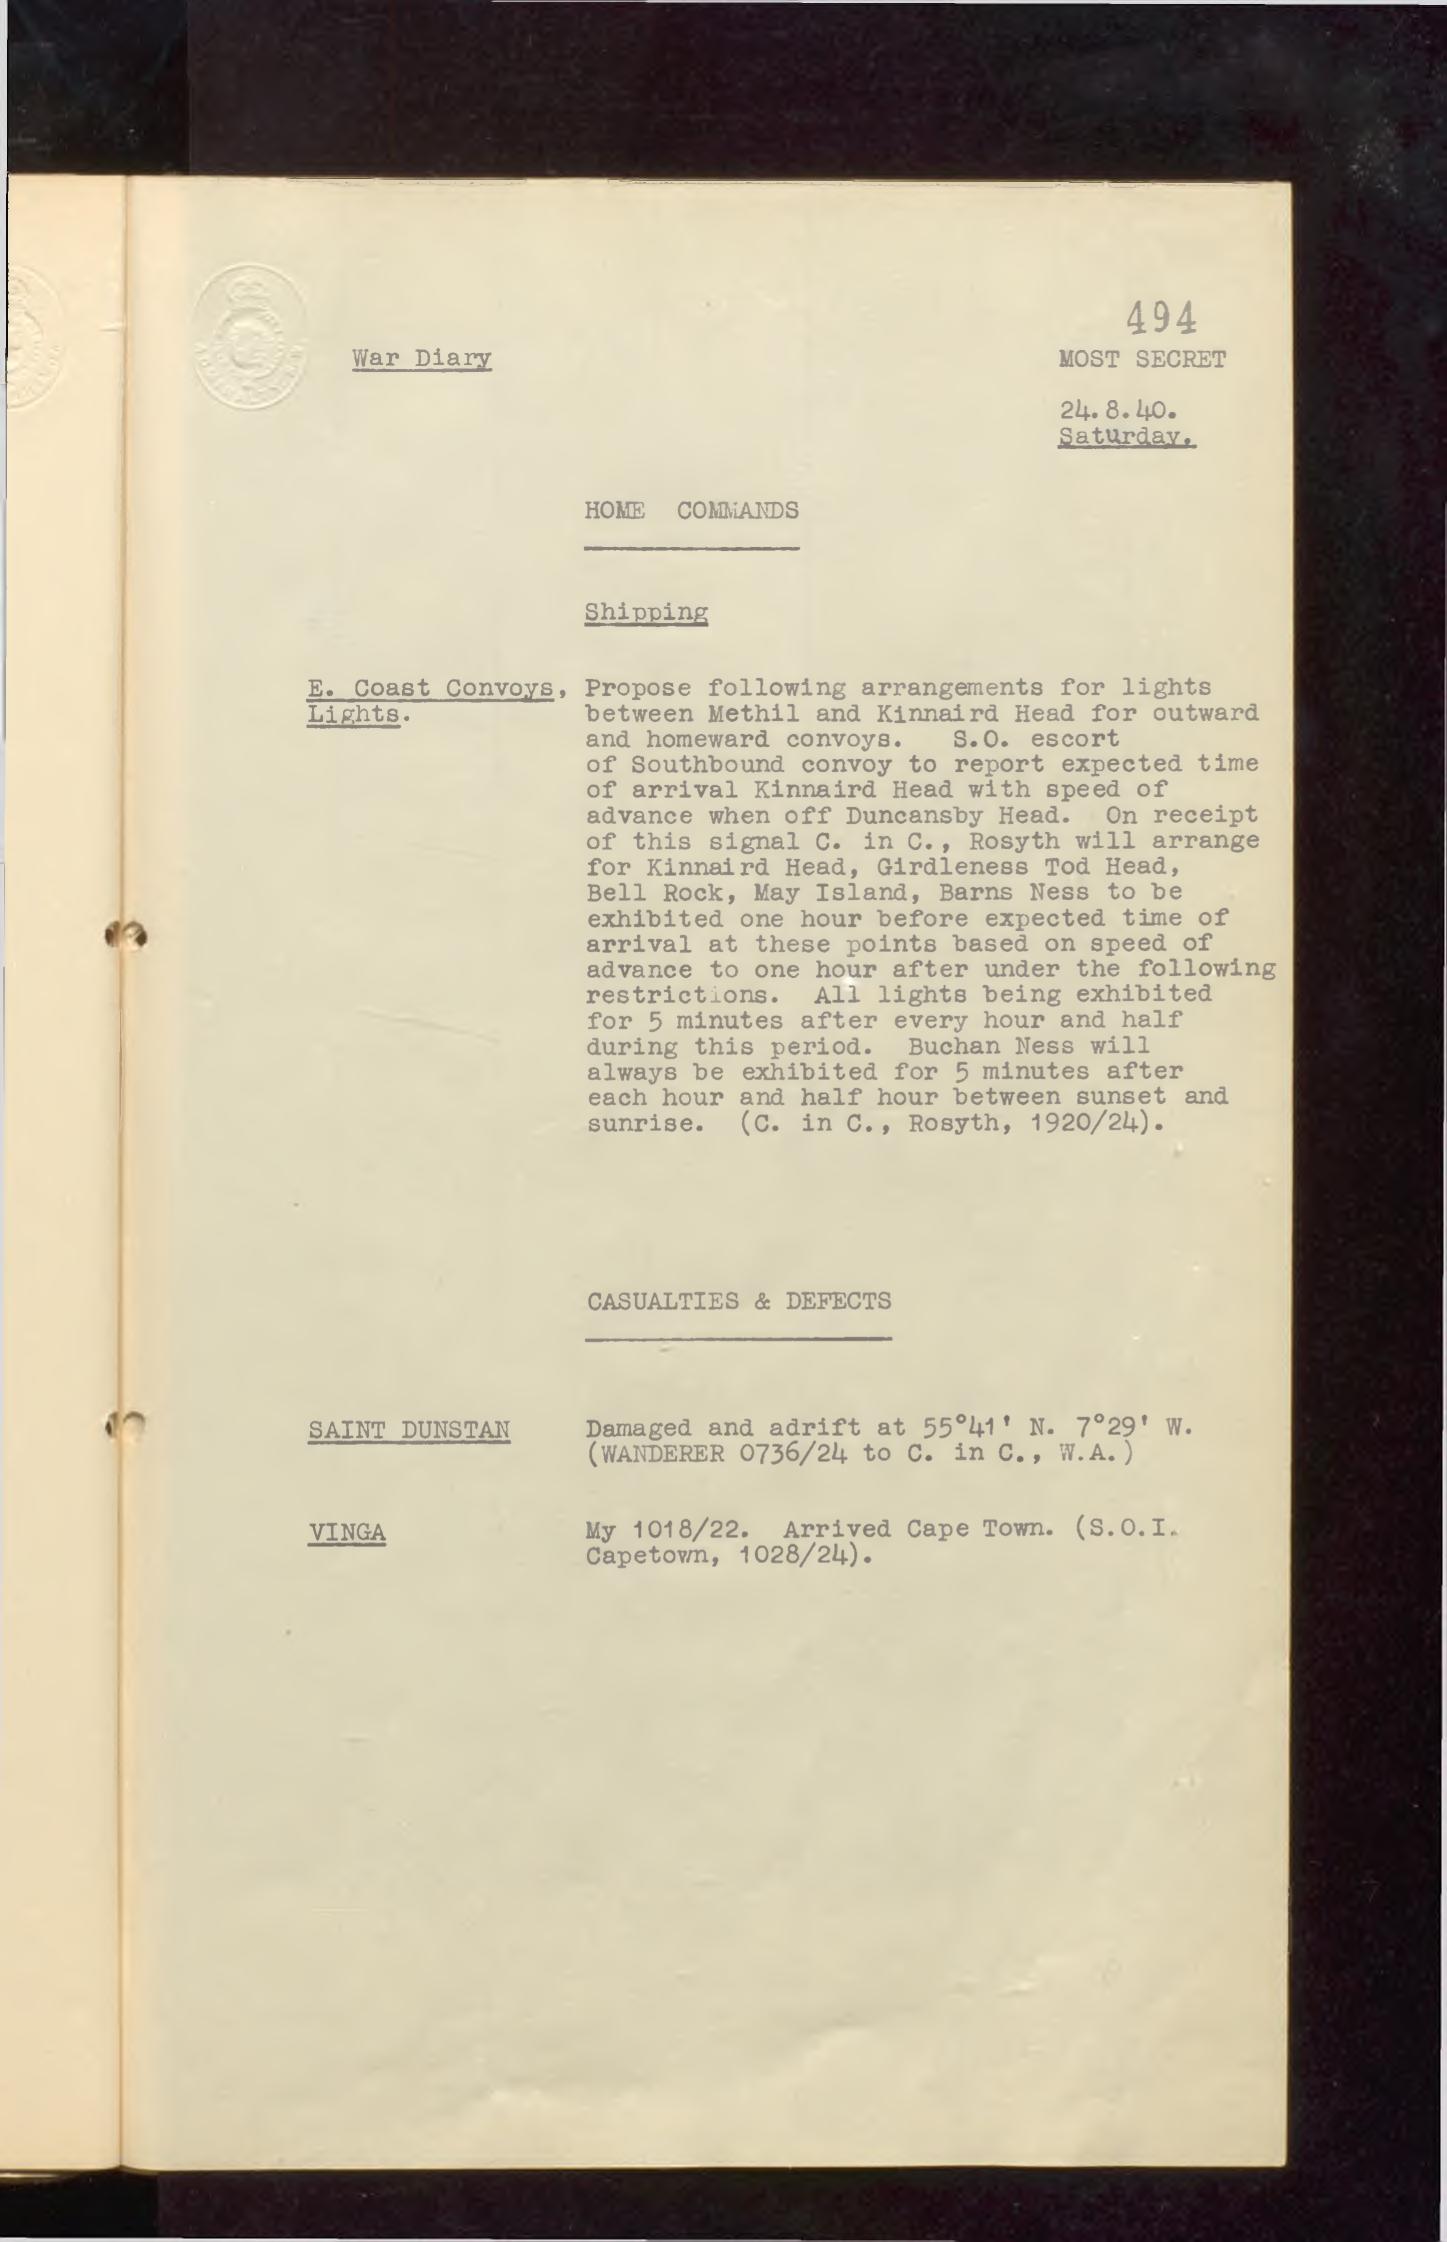 494
War Diary
MOST SECRET
24.8.40.
Saturday.
HOME COMMANDS
Shipping
E. Coast Convoys,
Lights.
Propose following arrangements for lights
between Methil and Kinnaird Head for outward
and homeward convoys. S.O. escort
of Southbound convoy to report expected time
of arrival Kinnaird Head with speed of
advance when off Duncansby Head. On receipt
of this signal C. in C., Rosyth will arrange
for Kinnaird Head, Girdleness Tod Head,
Bell Rock, May Island, Barns Ness to be
exhibited one hour before expected time of
arrival at these points based on speed of
advance to one hour after under the following
restrictions. All lights being exhibited
for 5 minutes after every hour and half
during this period. Buchan Ness will
always be exhibited for 5 minutes after
each hour and half hour between sunset and
sunrise. (C. in C., Rosyth, 1920/24).
CASUALTIES & DEFECTS
SAINT DUNSTAN
Damaged and adrift at 55°41' N. 7°29' W.
(WANDERER 0736/24 to C. in C., W.A.)
VINGA
My 1018/22. Arrived Cape Town. (S.O.I.
Capetown, 1028/24).